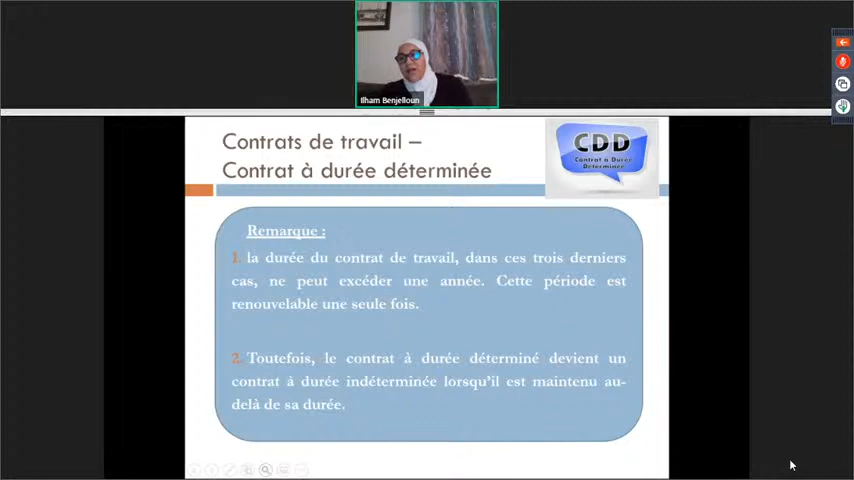 Ilham Benjelloun
Contrats de travail –
Contrat à durée déterminée
CDD
Contrat à Durée
Déterminée
Remarque :
1. la durée du contrat de travail, dans ces trois derniers
cas, ne peut excéder une année. Cette période est
renouvelable une seule fois.
2. Toutefois, le contrat à durée déterminé devient un
contrat à durée indéterminée lorsqu'il est maintenu au-
delà de sa durée.